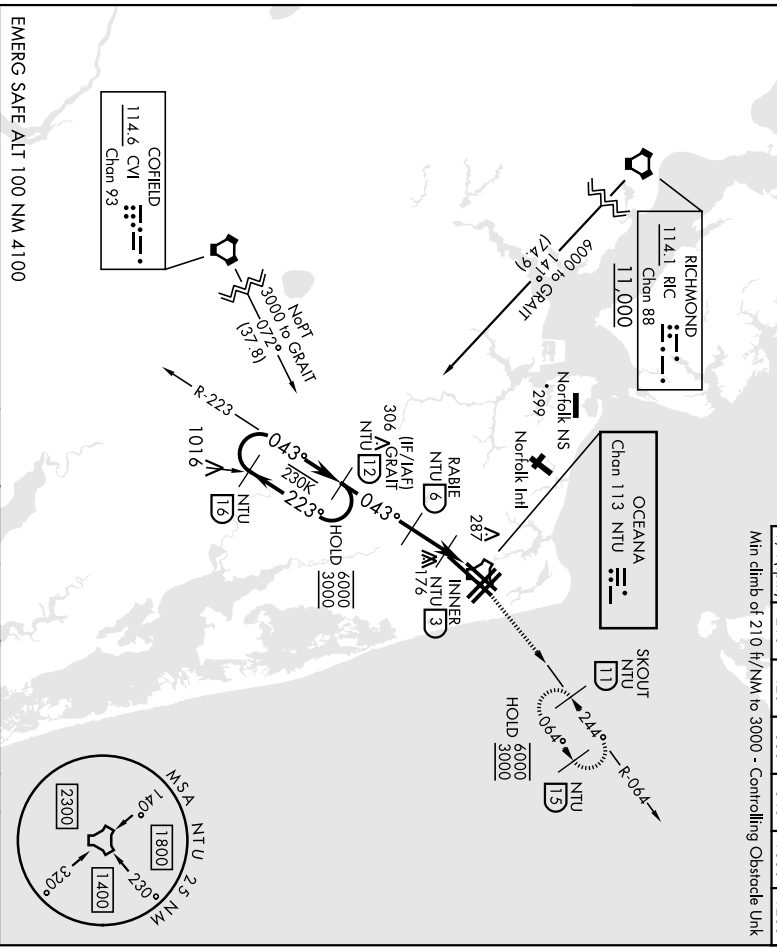 Min climb of 210 ft/NM to 3000 - Controlling Obstacle Unk
RICHMOND
114.1 RIC
Chan 88
11,000
6000 to GRAIT
141°
(74.9)
Norfolk NS
299
Norfolk Intl
OCEANA
Chan 113 NTU
SKOUT
NTU
11
244°
064°
R-064
NTU
15
HOLD 6000
3000
287
RABIE
NTU 6
INNER
NTU 3
176
306
(IF/IAF)
GRAIT
NTU 12
043°
043°
230K
223°
HOLD 6000
3000
R-223
1016
NTU
16
COFIELD
114.6 CVI
Chan 93
NoPT
3000 to GRAIT
072°
(37.8)
MSA NTU 25 NM
140°
1800
230°
1400
320°
2300
EMERG SAFE ALT 100 NM 4100